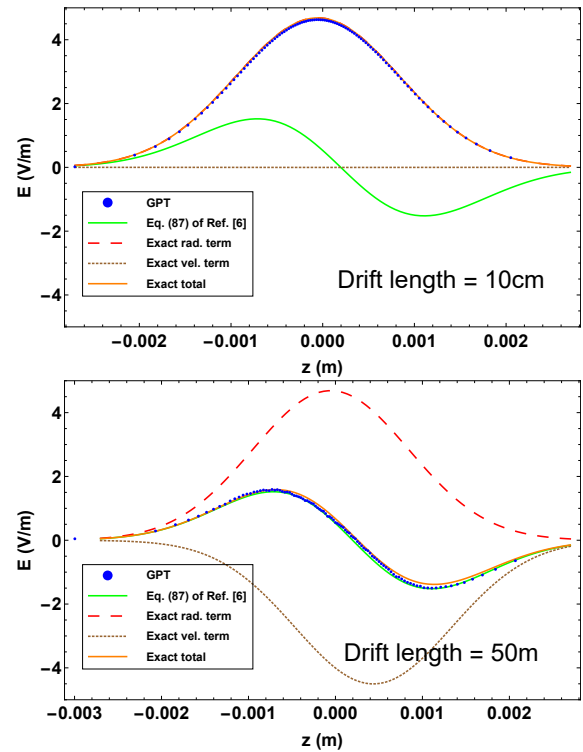 4
2
0
−2
−4
E (V/m)
GPT
Eq. (87) of Ref. [6]
Exact rad. term
Exact vel. term
Exact total
Drift length = 10cm
−0.002
−0.001
0.000
0.001
0.002
z (m)
4
2
0
−2
−4
E (V/m)
GPT
Eq. (87) of Ref. [6]
Exact rad. term
Exact vel. term
Exact total
Drift length = 50m
−0.003
−0.002
−0.001
0.000
0.001
0.002
z (m)